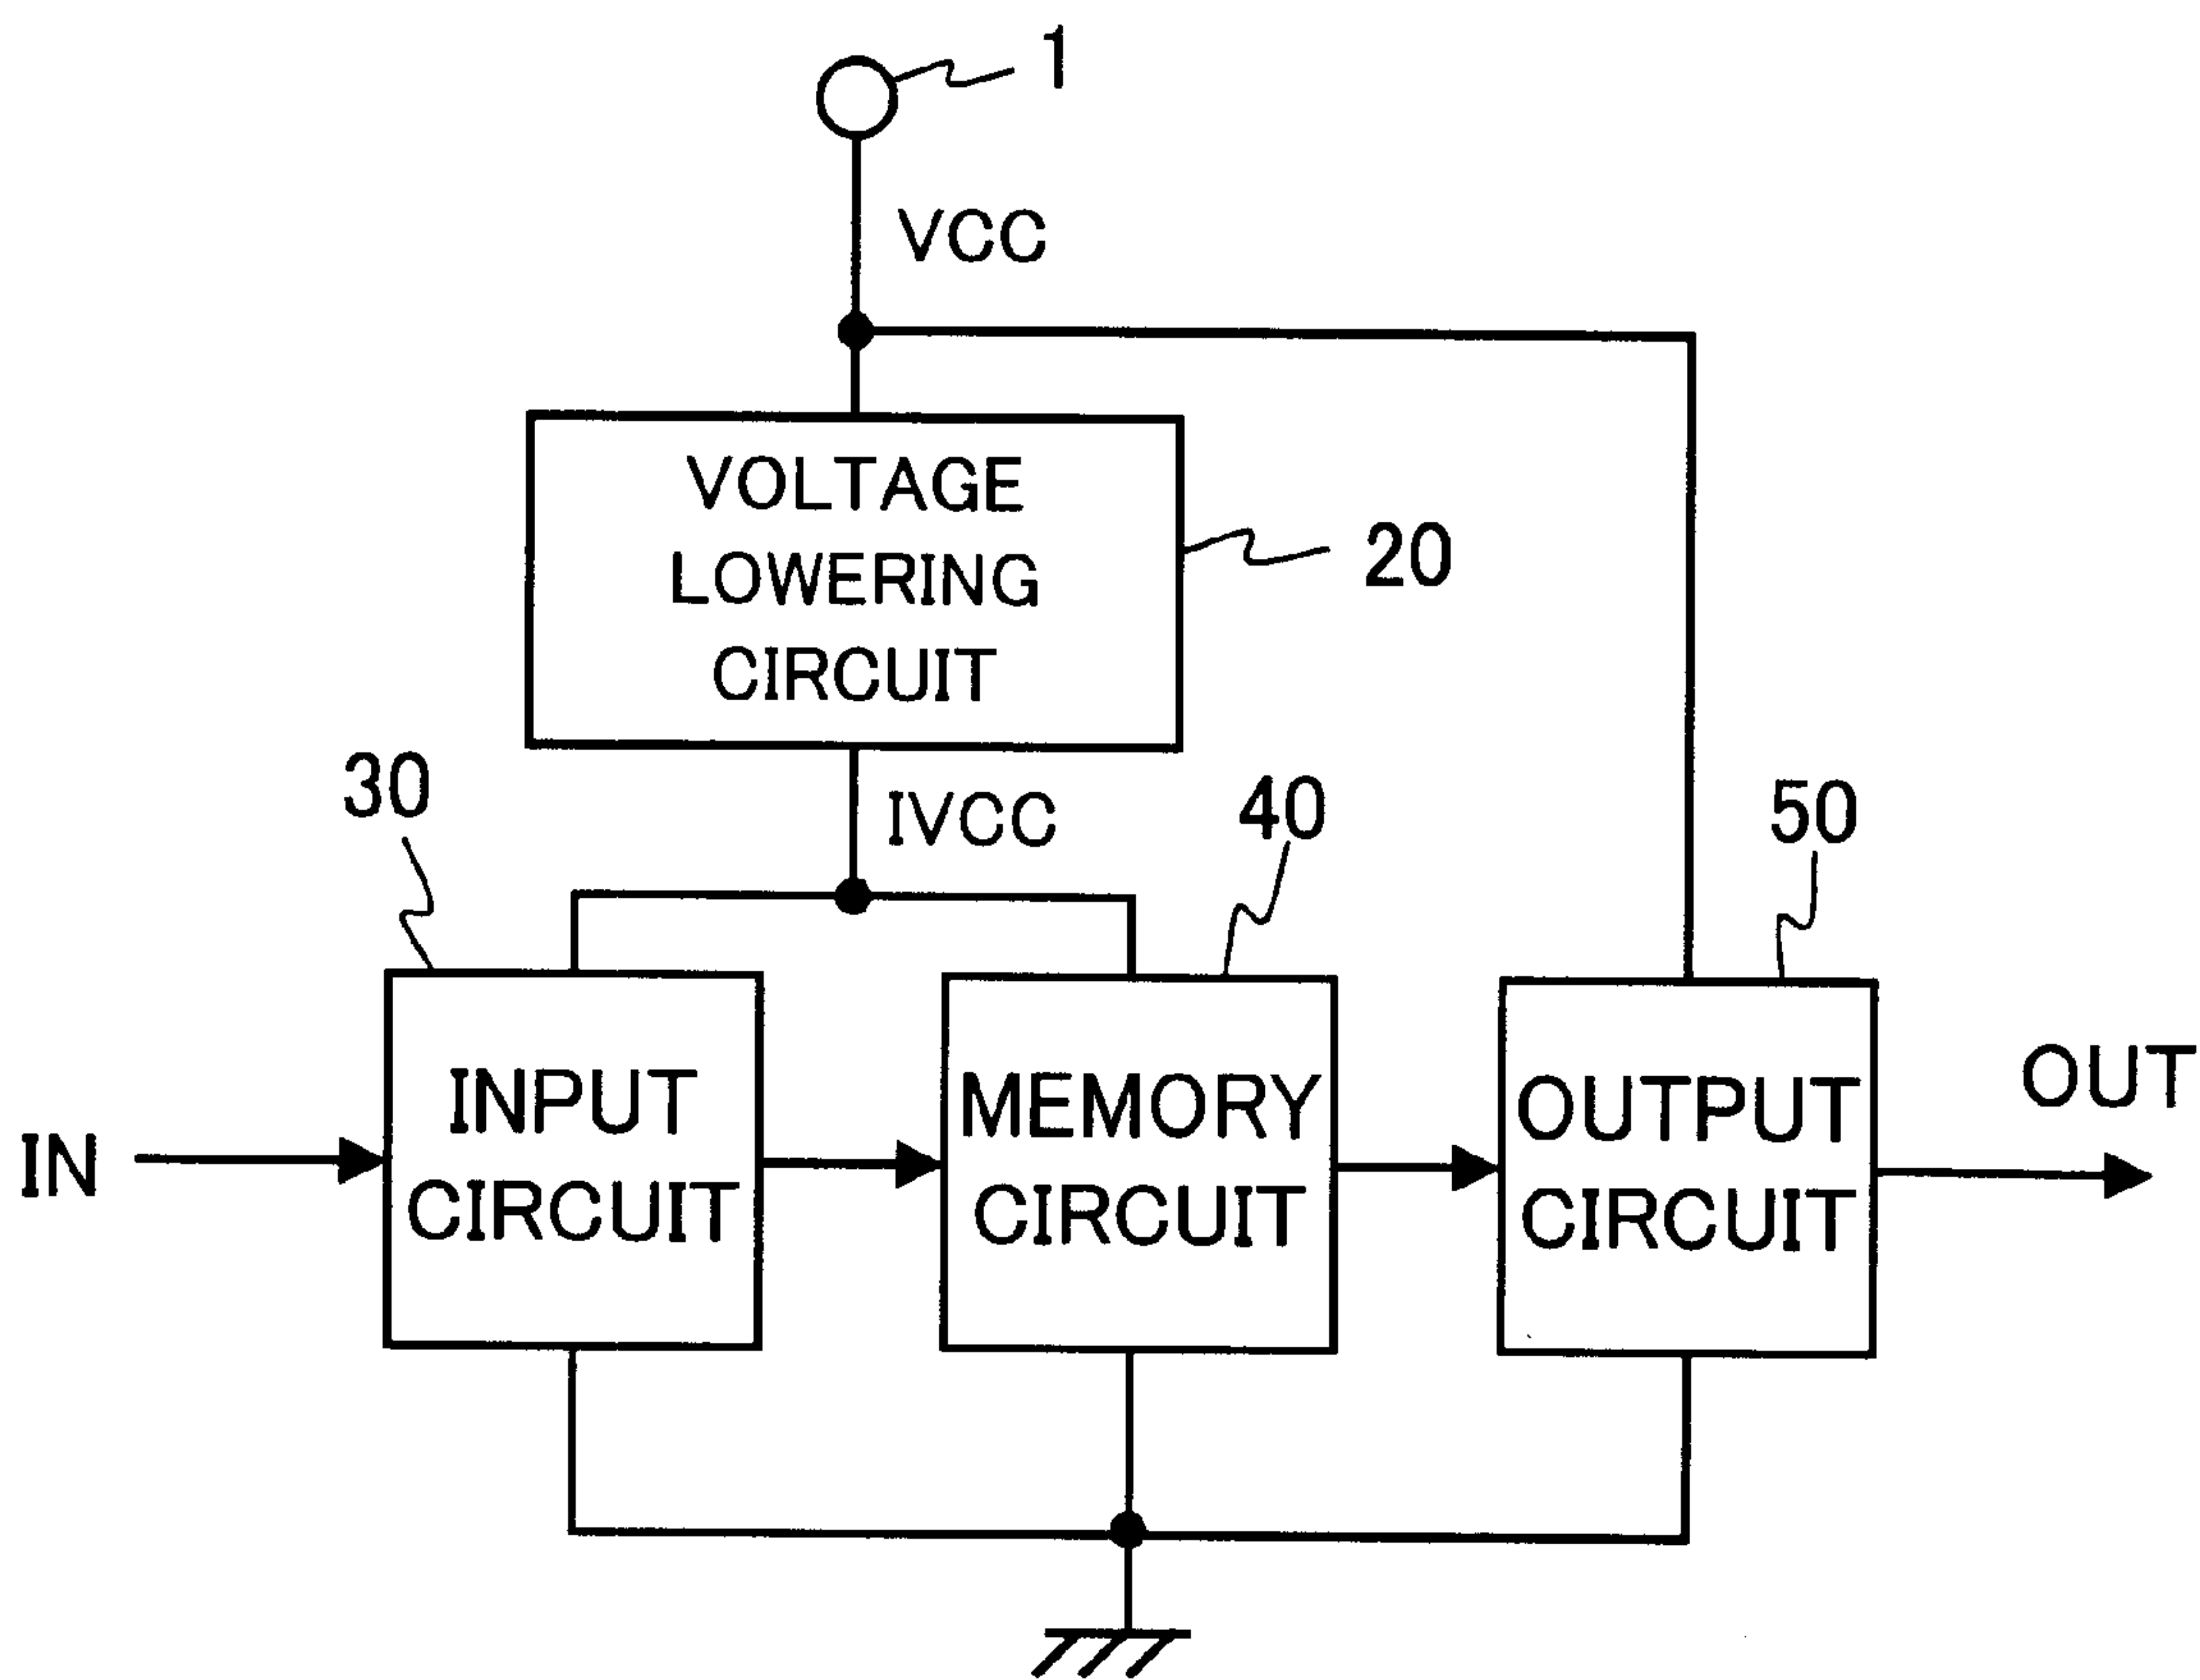 1
VCC
VOLTAGE
LOWERING
CIRCUIT
20
30
IVCC
40
50
IN
INPUT
CIRCUIT
MEMORY
CIRCUIT
OUTPUT
CIRCUIT
OUT